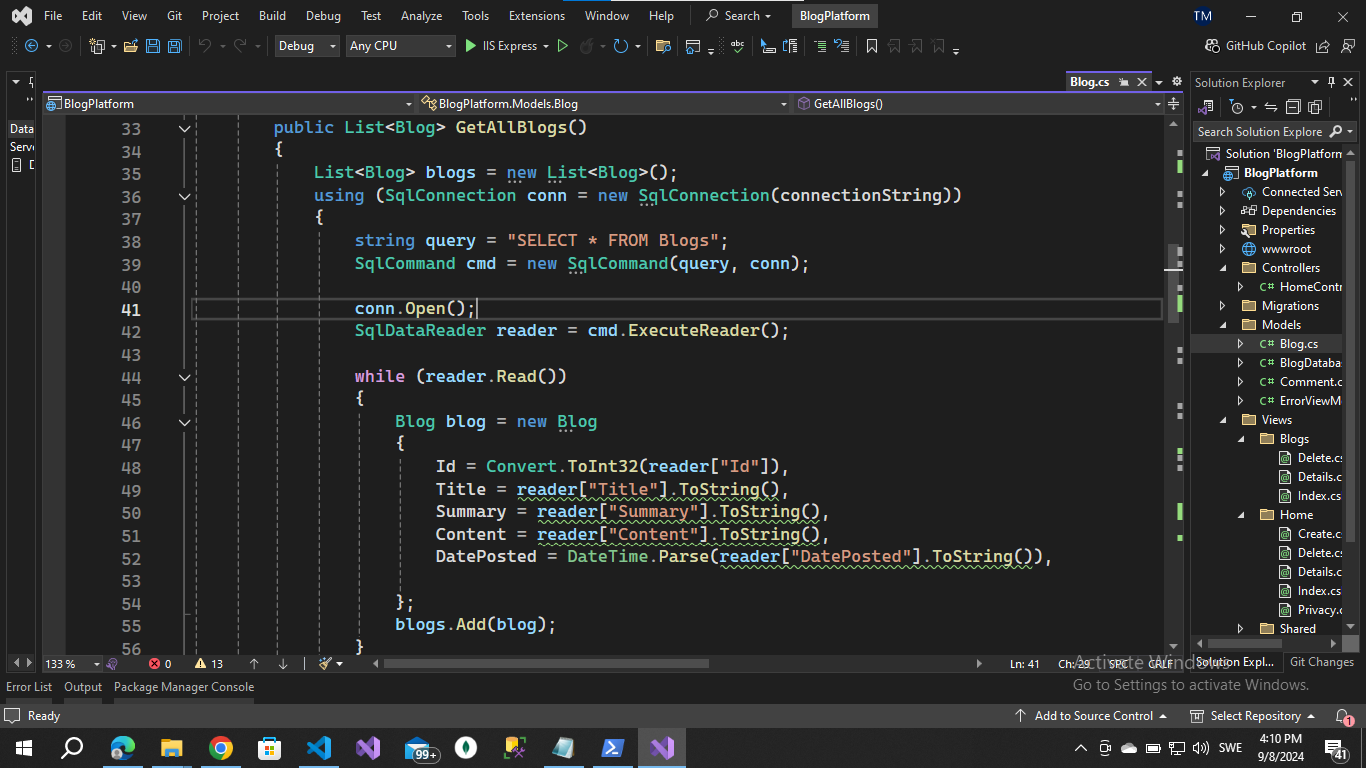 File Edit View Git Project Build Debug Test Analyze Tools Extensions Window Help Search BlogPlatform TM
Debug Any CPU IIS Express GitHub Copilot
Blog.cs Solution Explorer
BlogPlatform BlogPlatform.Models.Blog GetAllBlogs()
Data
Serv
D
33 public List<Blog> GetAllBlogs()
34 {
35 List<Blog> blogs = new List<Blog>();
36 using (SqlConnection conn = new SqlConnection(connectionString))
37 {
38 string query = "SELECT * FROM Blogs";
39 SqlCommand cmd = new SqlCommand(query, conn);
40
41 conn.Open();
42 SqlDataReader reader = cmd.ExecuteReader();
43
44 while (reader.Read())
45 {
46 Blog blog = new Blog
47 {
48 Id = Convert.ToInt32(reader["Id"]),
49 Title = reader["Title"].ToString(),
50 Summary = reader["Summary"].ToString(),
51 Content = reader["Content"].ToString(),
52 DatePosted = DateTime.Parse(reader["DatePosted"].ToString()),
53
54 };
55 blogs.Add(blog);
56 }
Search Solution Explore
Solution 'BlogPlatform
BlogPlatform
Connected Serv
Dependencies
Properties
wwwroot
Controllers
C# HomeContr
Migrations
Models
C# Blog.cs
C# BlogDataba
C# Comment.c
C# ErrorViewM
Views
Blogs
Delete.cs
Details.c
Index.cs
Home
Create.c
Delete.c
Details.c
Index.cs
Privacy.c
Shared
133 % 0 13 Ln: 41 Ch: 29 SPC CRLF
Solution Expl... Git Changes
Activate Windows
Go to Settings to activate Windows.
Error List Output Package Manager Console
Ready Add to Source Control Select Repository 1
99+ SWE 4:10 PM
9/8/2024 41